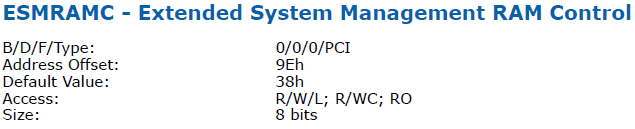 ESMRAMC - Extended System Management RAM Control
B/D/F/Type: 0/0/0/PCI
Address Offset: 9Eh
Default Value: 38h
Access: R/W/L; R/WC; RO
Size: 8 bits